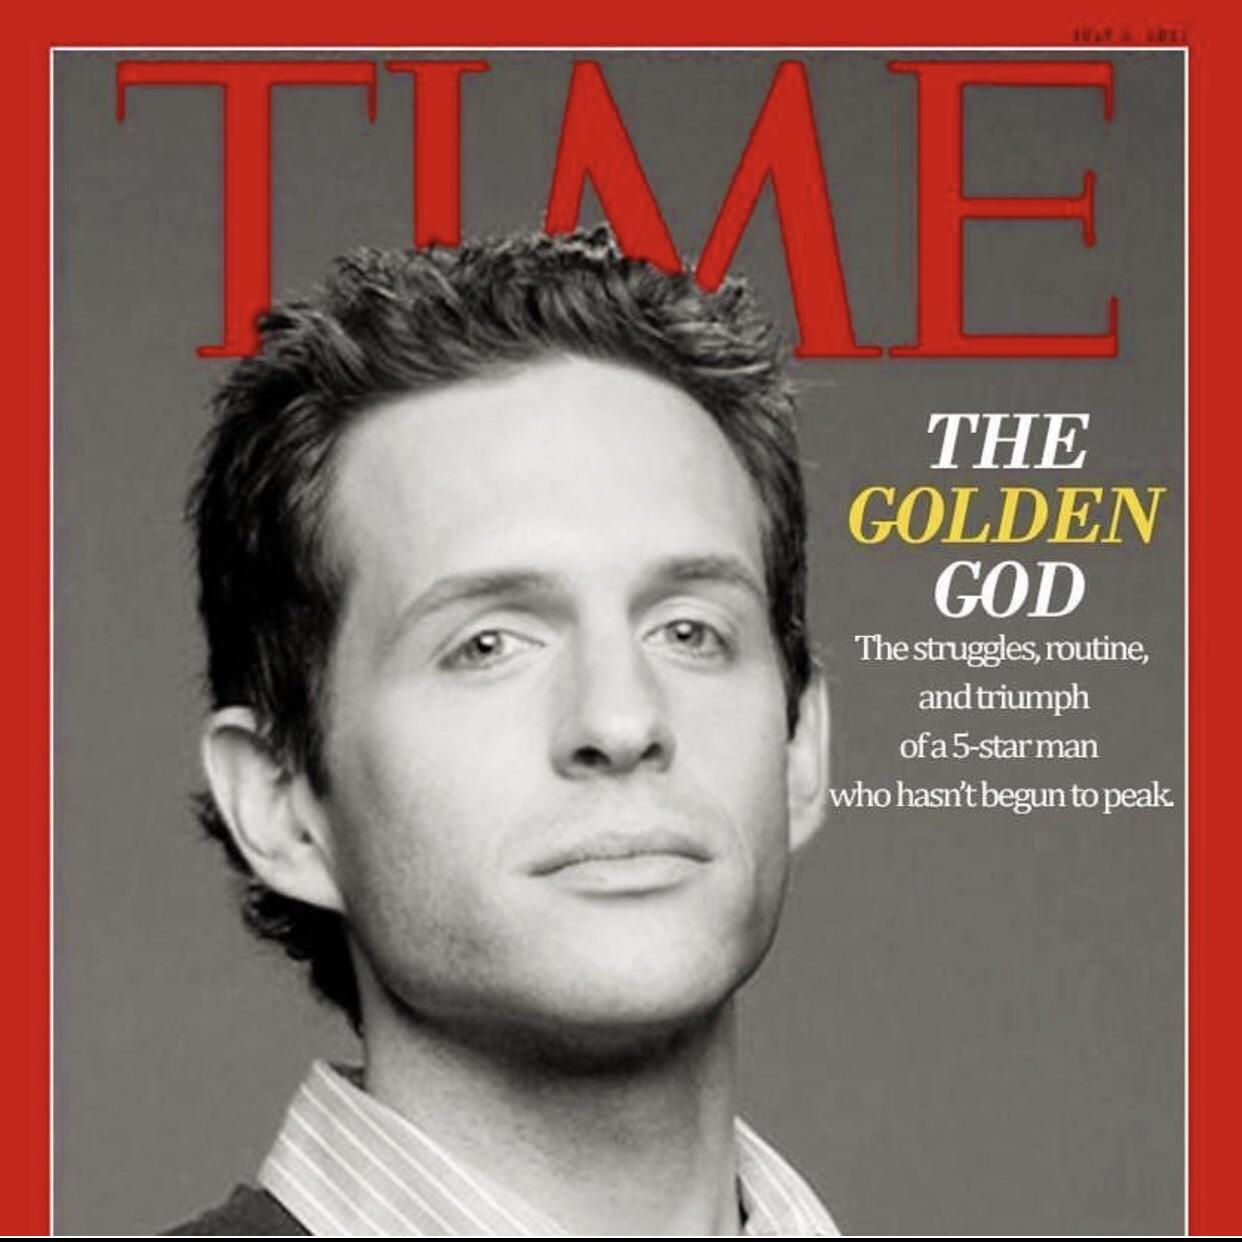 TIME
THE
GOLDEN
GOD
The struggles, routine,
and triumph
of a 5-star man
who hasn't begun to peak.